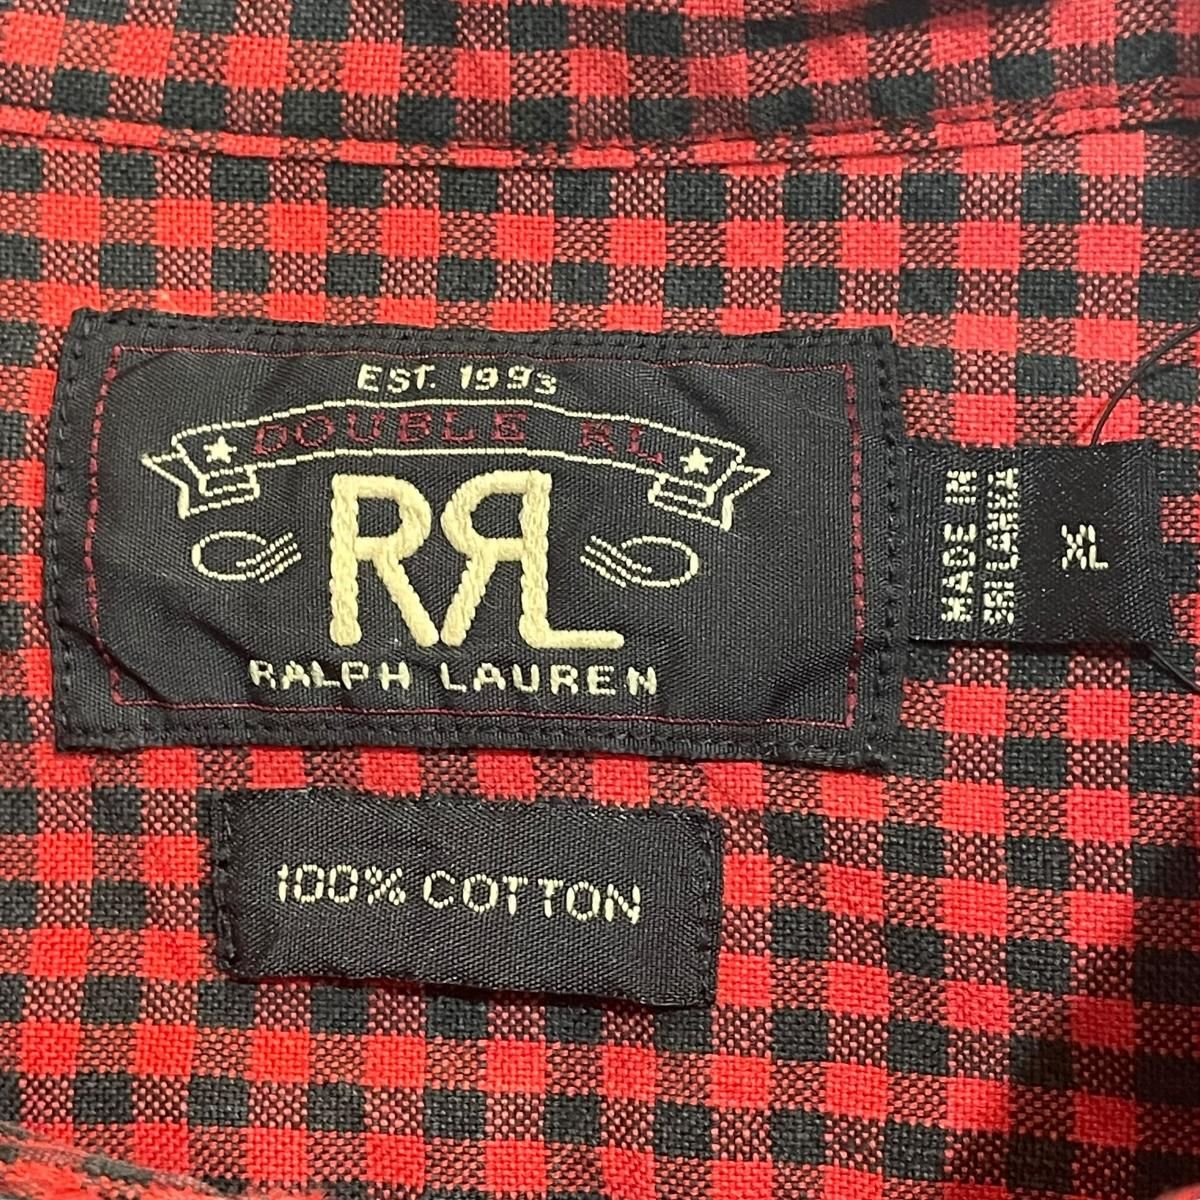 EST. 1993
DOUBLE RL
RRL
RALPH LAUREN
MADE IN
SRI LANKA
XL
100% COTTON